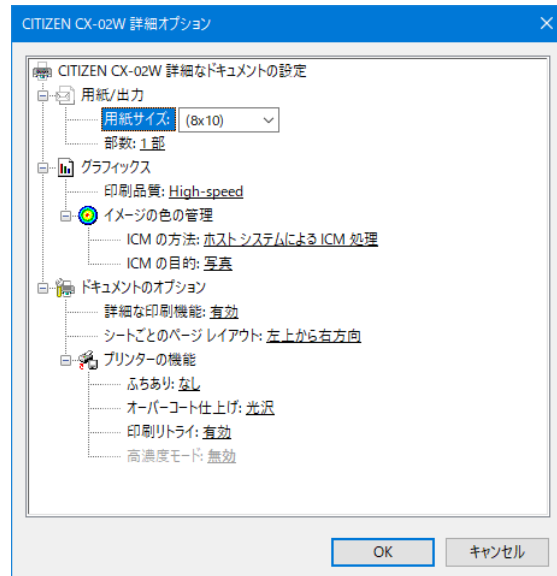 CITIZEN CX-02W 詳細オプション
CITIZEN CX-02W 詳細なドキュメントの設定
用紙/出力
用紙サイズ: (8x10)
部数: 1 部
グラフィックス
印刷品質: High-speed
イメージの色の管理
ICM の方法: ホスト システムによる ICM 処理
ICM の目的: 写真
ドキュメントのオプション
詳細な印刷機能: 有効
シートごとのページ レイアウト: 左上から右方向
プリンターの機能
ふちあり: なし
オーバーコート仕上げ: 光沢
印刷リトライ: 有効
高濃度モード: 無効
OK キャンセル